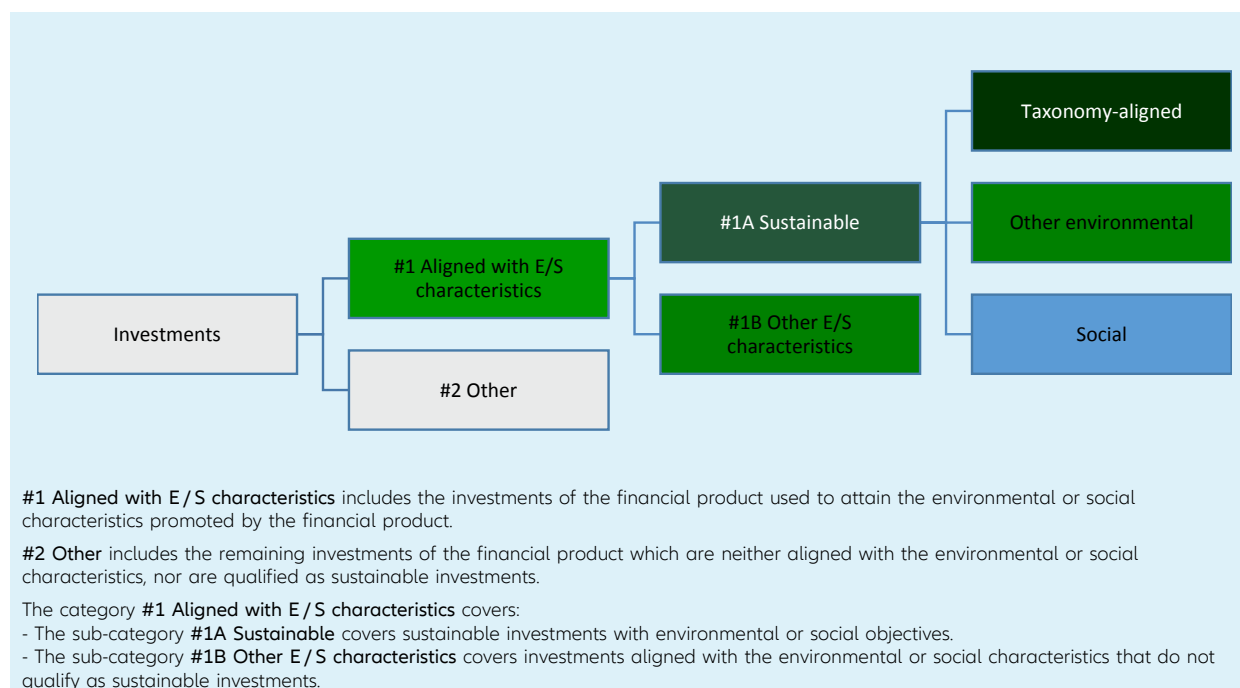 Taxonomy-aligned
#1A Sustainable
Other environmental
#1 Aligned with E/S
characteristics
Investments
#1B Other E/S
characteristics
Social
#2 Other
#1 Aligned with E / S characteristics includes the investments of the financial product used to attain the environmental or social
characteristics promoted by the financial product.
#2 Other includes the remaining investments of the financial product which are neither aligned with the environmental or social
characteristics, nor are qualified as sustainable investments.
The category #1 Aligned with E / S characteristics covers:
- The sub-category #1A Sustainable covers sustainable investments with environmental or social objectives.
- The sub-category #1B Other E / S characteristics covers investments aligned with the environmental or social characteristics that do not
qualify as sustainable investments.